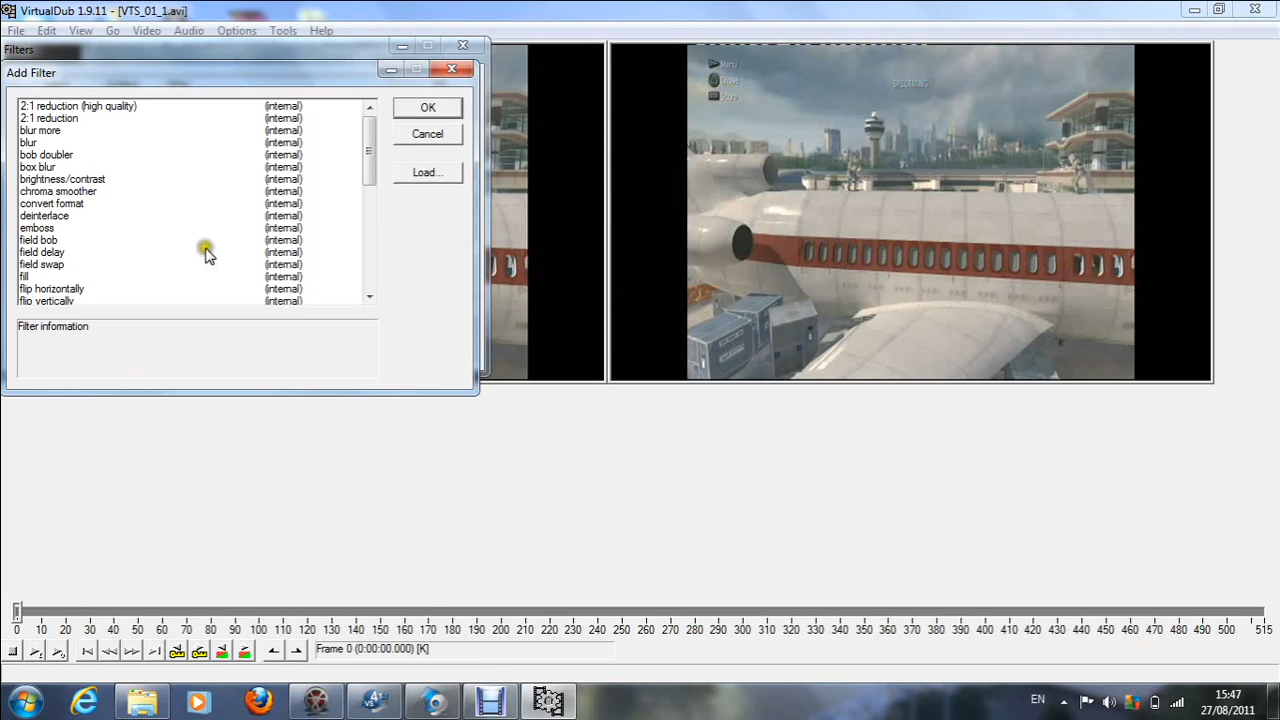 VirtualDub 1.9.11 - [VTS_01_1.avi]
File Edit View Go Video Audio Options Tools Help
Filters
Add Filter
2:1 reduction (high quality) (internal)
2:1 reduction (internal)
blur more (internal)
blur (internal)
bob doubler (internal)
box blur (internal)
brightness/contrast (internal)
chroma smoother (internal)
convert format (internal)
deinterlace (internal)
emboss (internal)
field bob (internal)
field delay (internal)
field swap (internal)
fill (internal)
flip horizontally (internal)
flip vertically (internal)
OK
Cancel
Load...
Filter information
Menu
Score
SPECTATING
0 10 20 30 40 50 60 70 80 90 100 110 120 130 140 150 160 170 180 190 200 210 220 230 240 250 260 270 280 290 300 310 320 330 340 350 360 370 380 390 400 410 420 430 440 450 460 470 480 490 500 515
Frame 0 (0:00:00.000) [K]
EN
15:47
27/08/2011